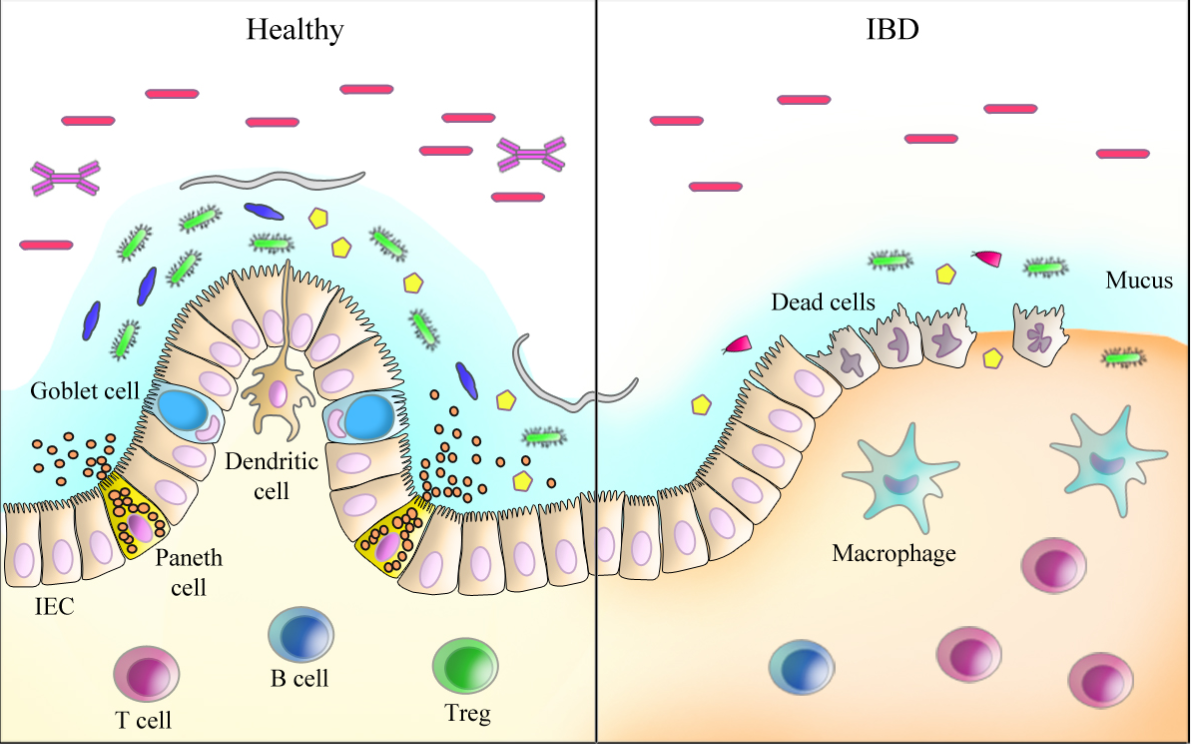 Healthy
IBD
Mucus
Dead cells
Goblet cell
Dendritic
cell
Macrophage
Paneth
cell
IEC
B cell
T cell
Treg